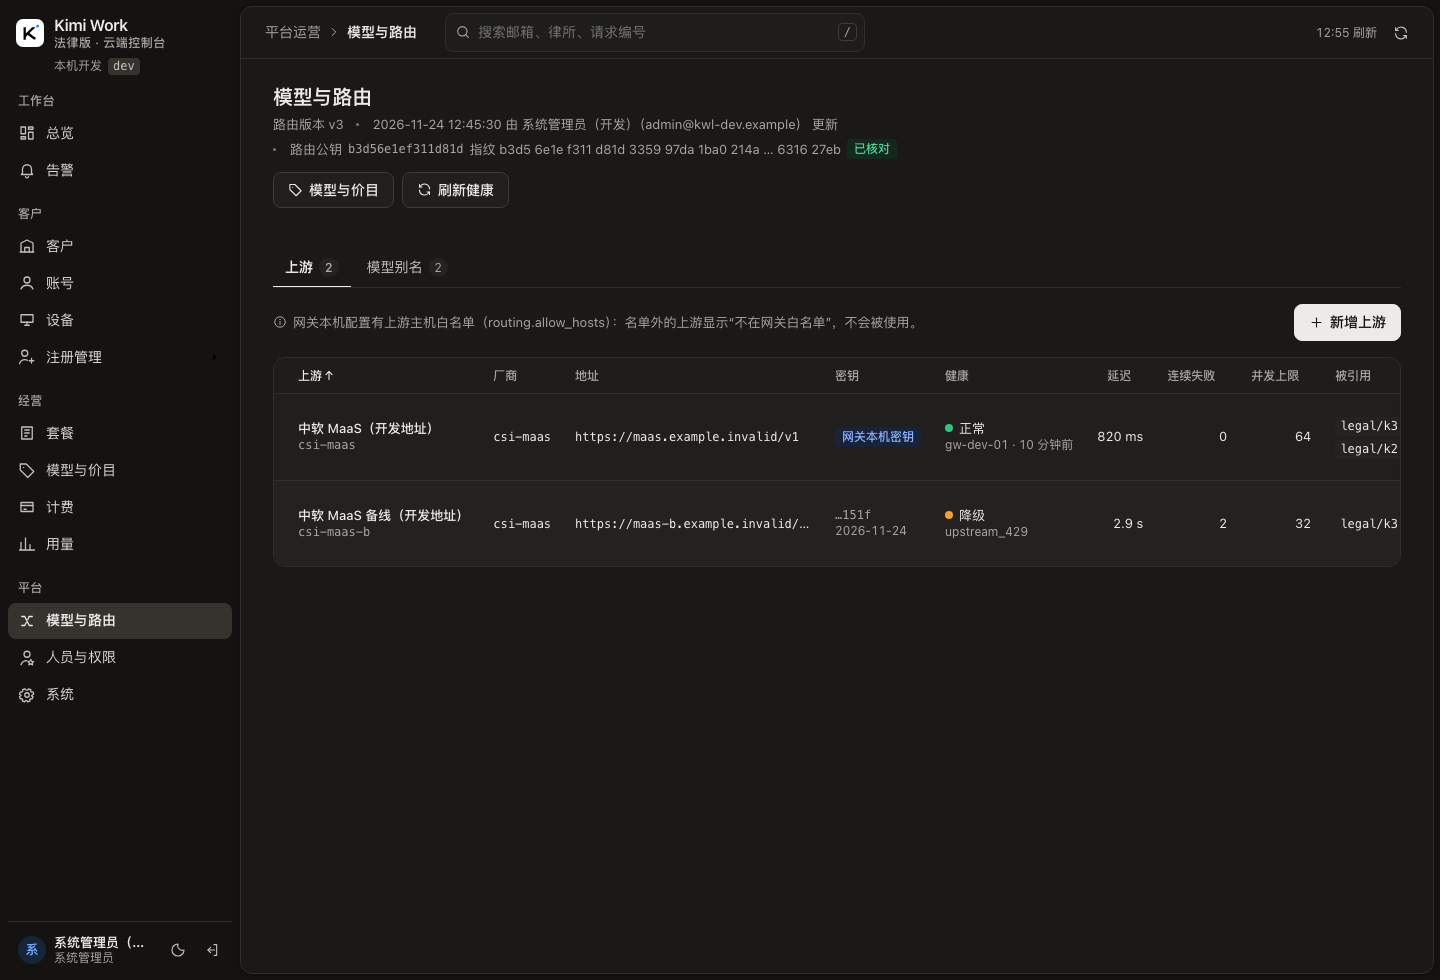 Kimi Work
法律版 · 云端控制台
本机开发 dev
工作台
总览
告警
客户
客户
账号
设备
注册管理
经营
套餐
模型与价目
计费
用量
平台
模型与路由
人员与权限
系统
系 系统管理员（...
系统管理员
平台运营 > 模型与路由 搜索邮箱、律所、请求编号 / 12:55 刷新
模型与路由
路由版本 v3 • 2026-11-24 12:45:30 由 系统管理员（开发）(admin@kwl-dev.example） 更新
• 路由公钥 b3d56e1ef311d81d 指纹 b3d5 6e1e f311 d81d 3359 97da 1ba0 214a ... 6316 27eb 已核对
模型与价目 刷新健康
上游 2 模型别名 2
网关本机配置有上游主机白名单（routing.allow_hosts）：名单外的上游显示“不在网关白名单”，不会被使用。
+ 新增上游
上游↑ 厂商 地址 密钥 健康 延迟 连续失败 并发上限 被引用
中软 MaaS（开发地址） csi-maas https://maas.example.invalid/v1 网关本机密钥 正常 820 ms 0 64 legal/k3
csi-maas gw-dev-01 · 10 分钟前 legal/k2
中软 MaaS 备线（开发地址） csi-maas https://maas-b.example.invalid/... …151f 降级 2.9 s 2 32 legal/k3
csi-maas-b 2026-11-24 upstream_429